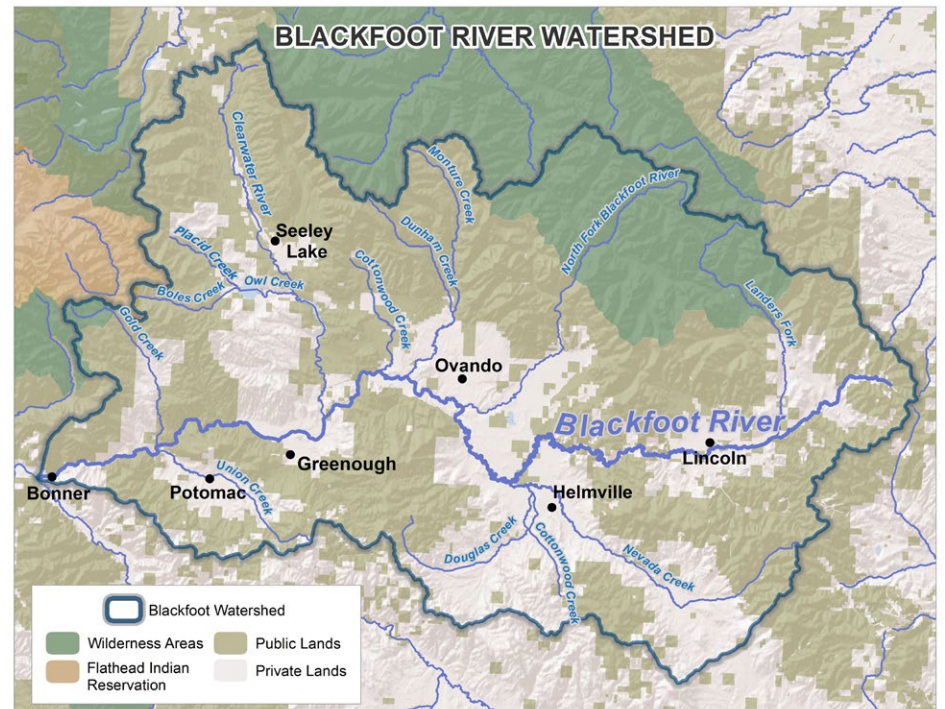 BLACKFOOT RIVER WATERSHED
Clearwater River
Monture Creek
North Fork Blackfoot River
Dunham Creek
Seeley
Lake
Placid Creek
Cottonwood Creek
Owl Creek
Boles Creek
Landers Fork
Gold Creek
Ovando
Blackfoot River
Lincoln
Greenough
Union Creek
Potomac
Bonner
Helmville
Douglas Creek
Cottonwood Creek
Nevada Creek
Blackfoot Watershed
Wilderness Areas
Public Lands
Flathead Indian
Reservation
Private Lands